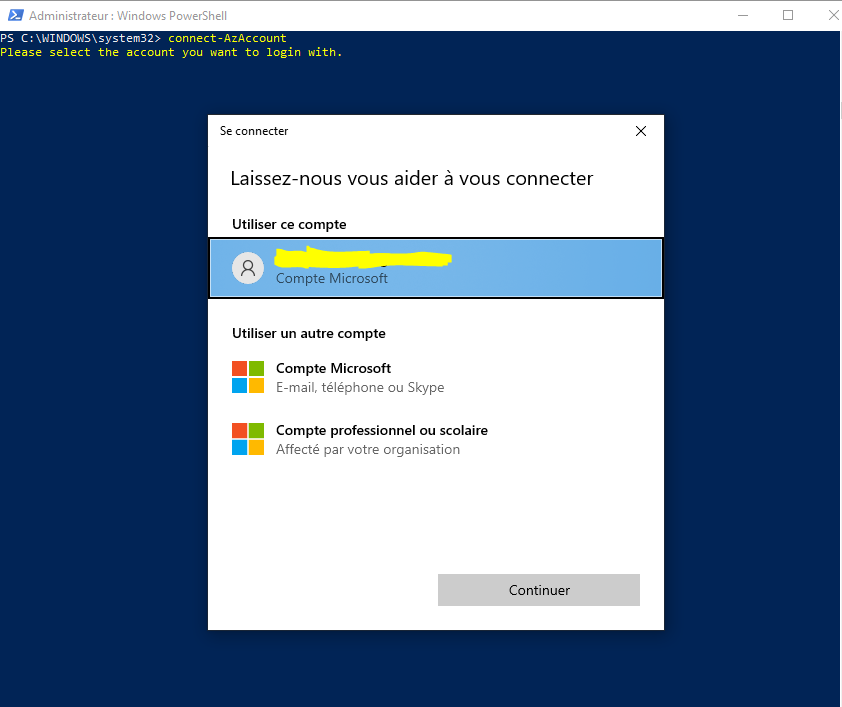 Administrateur : Windows PowerShell
PS C:\WINDOWS\system32> connect-AzAccount
Please select the account you want to login with.
Se connecter
Laissez-nous vous aider à vous connecter
Utiliser ce compte
Compte Microsoft
Utiliser un autre compte
Compte Microsoft
E-mail, téléphone ou Skype
Compte professionnel ou scolaire
Affecté par votre organisation
Continuer